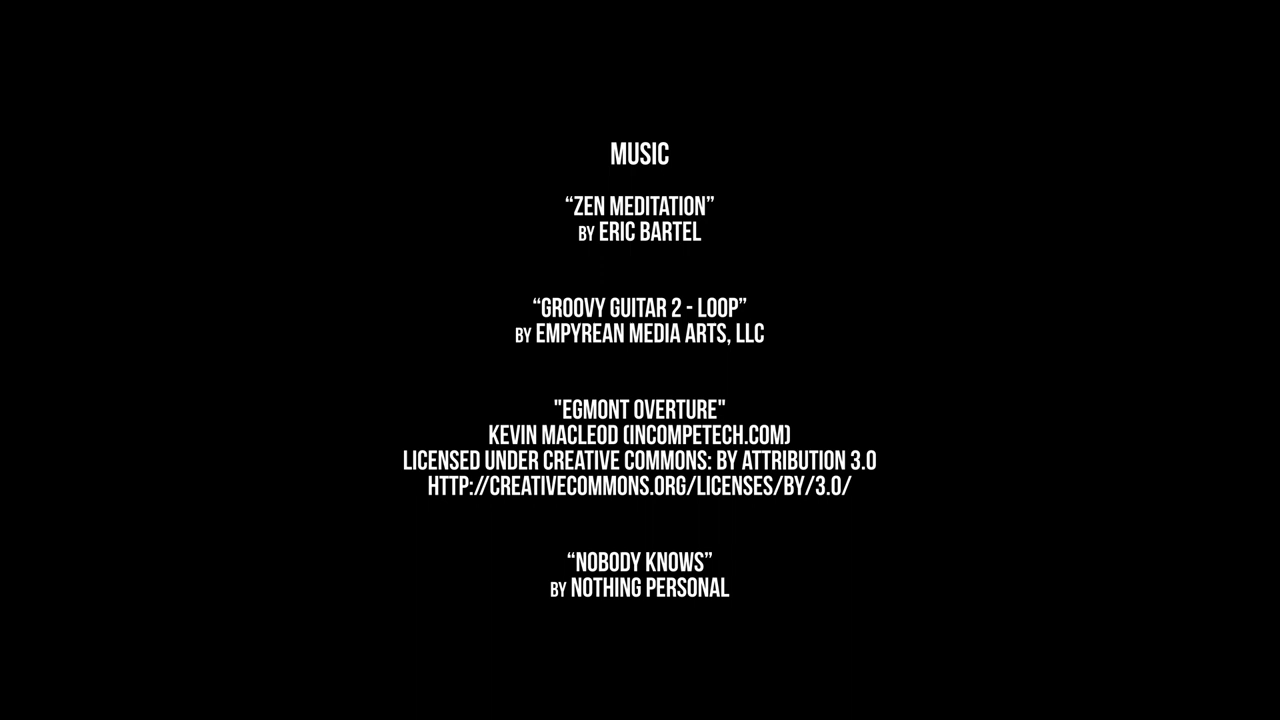 MUSIC
“ZEN MEDITATION”
BY ERIC BARTEL
“GROOVY GUITAR 2 - LOOP”
BY EMPYREAN MEDIA ARTS, LLC
"EGMONT OVERTURE"
KEVIN MACLEOD (INCOMPETECH.COM)
LICENSED UNDER CREATIVE COMMONS: BY ATTRIBUTION 3.0
HTTP://CREATIVECOMMONS.ORG/LICENSES/BY/3.0/
“NOBODY KNOWS”
BY NOTHING PERSONAL